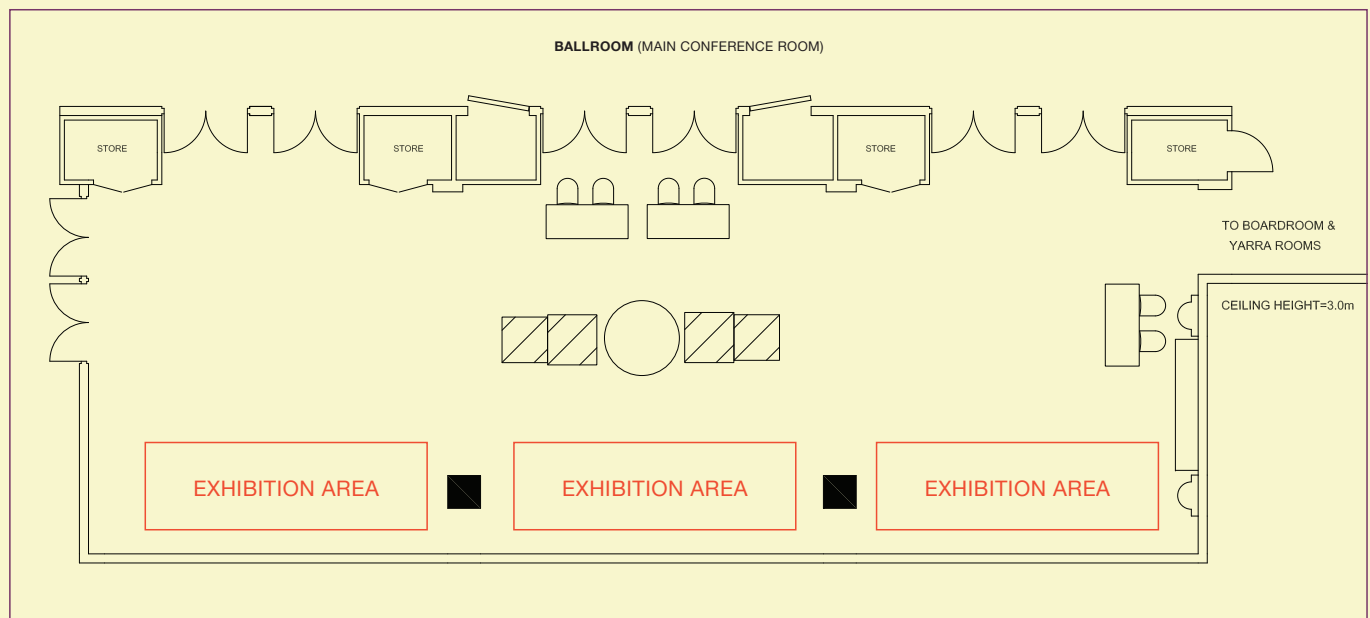 BALLROOM (MAIN CONFERENCE ROOM)
STORE
STORE
STORE
STORE
TO BOARDROOM &
YARRA ROOMS
CEILING HEIGHT=3.0m
EXHIBITION AREA
EXHIBITION AREA
EXHIBITION AREA